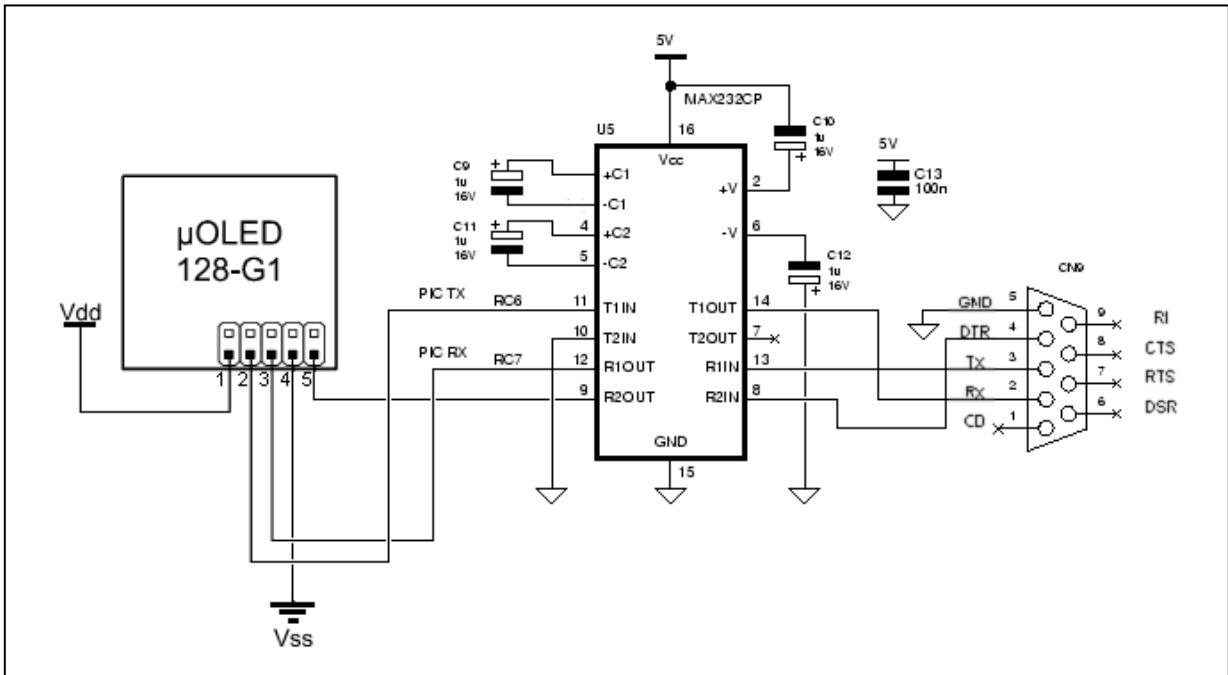 5V
MAX232CP
U5
16
Vcc
C10
1u
16V
+
5V
C13
100n
C9
1u
16V
+
+C1
-C1
+V
2
µOLED
128-G1
C11
1u
16V
+
4
+C2
5
-C2
-V
6
C12
1u
16V
+
CN9
PIC TX
RC6
11
T1IN
T1OUT
14
GND
5
9
RI
Vdd
10
T2IN
T2OUT
7
DTR
4
8
CTS
PIC RX
RC7
12
R1OUT
R1IN
13
TX
3
7
RTS
1
2
3
4
5
9
R2OUT
R2IN
8
RX
2
6
DSR
CD
1
GND
15
Vss